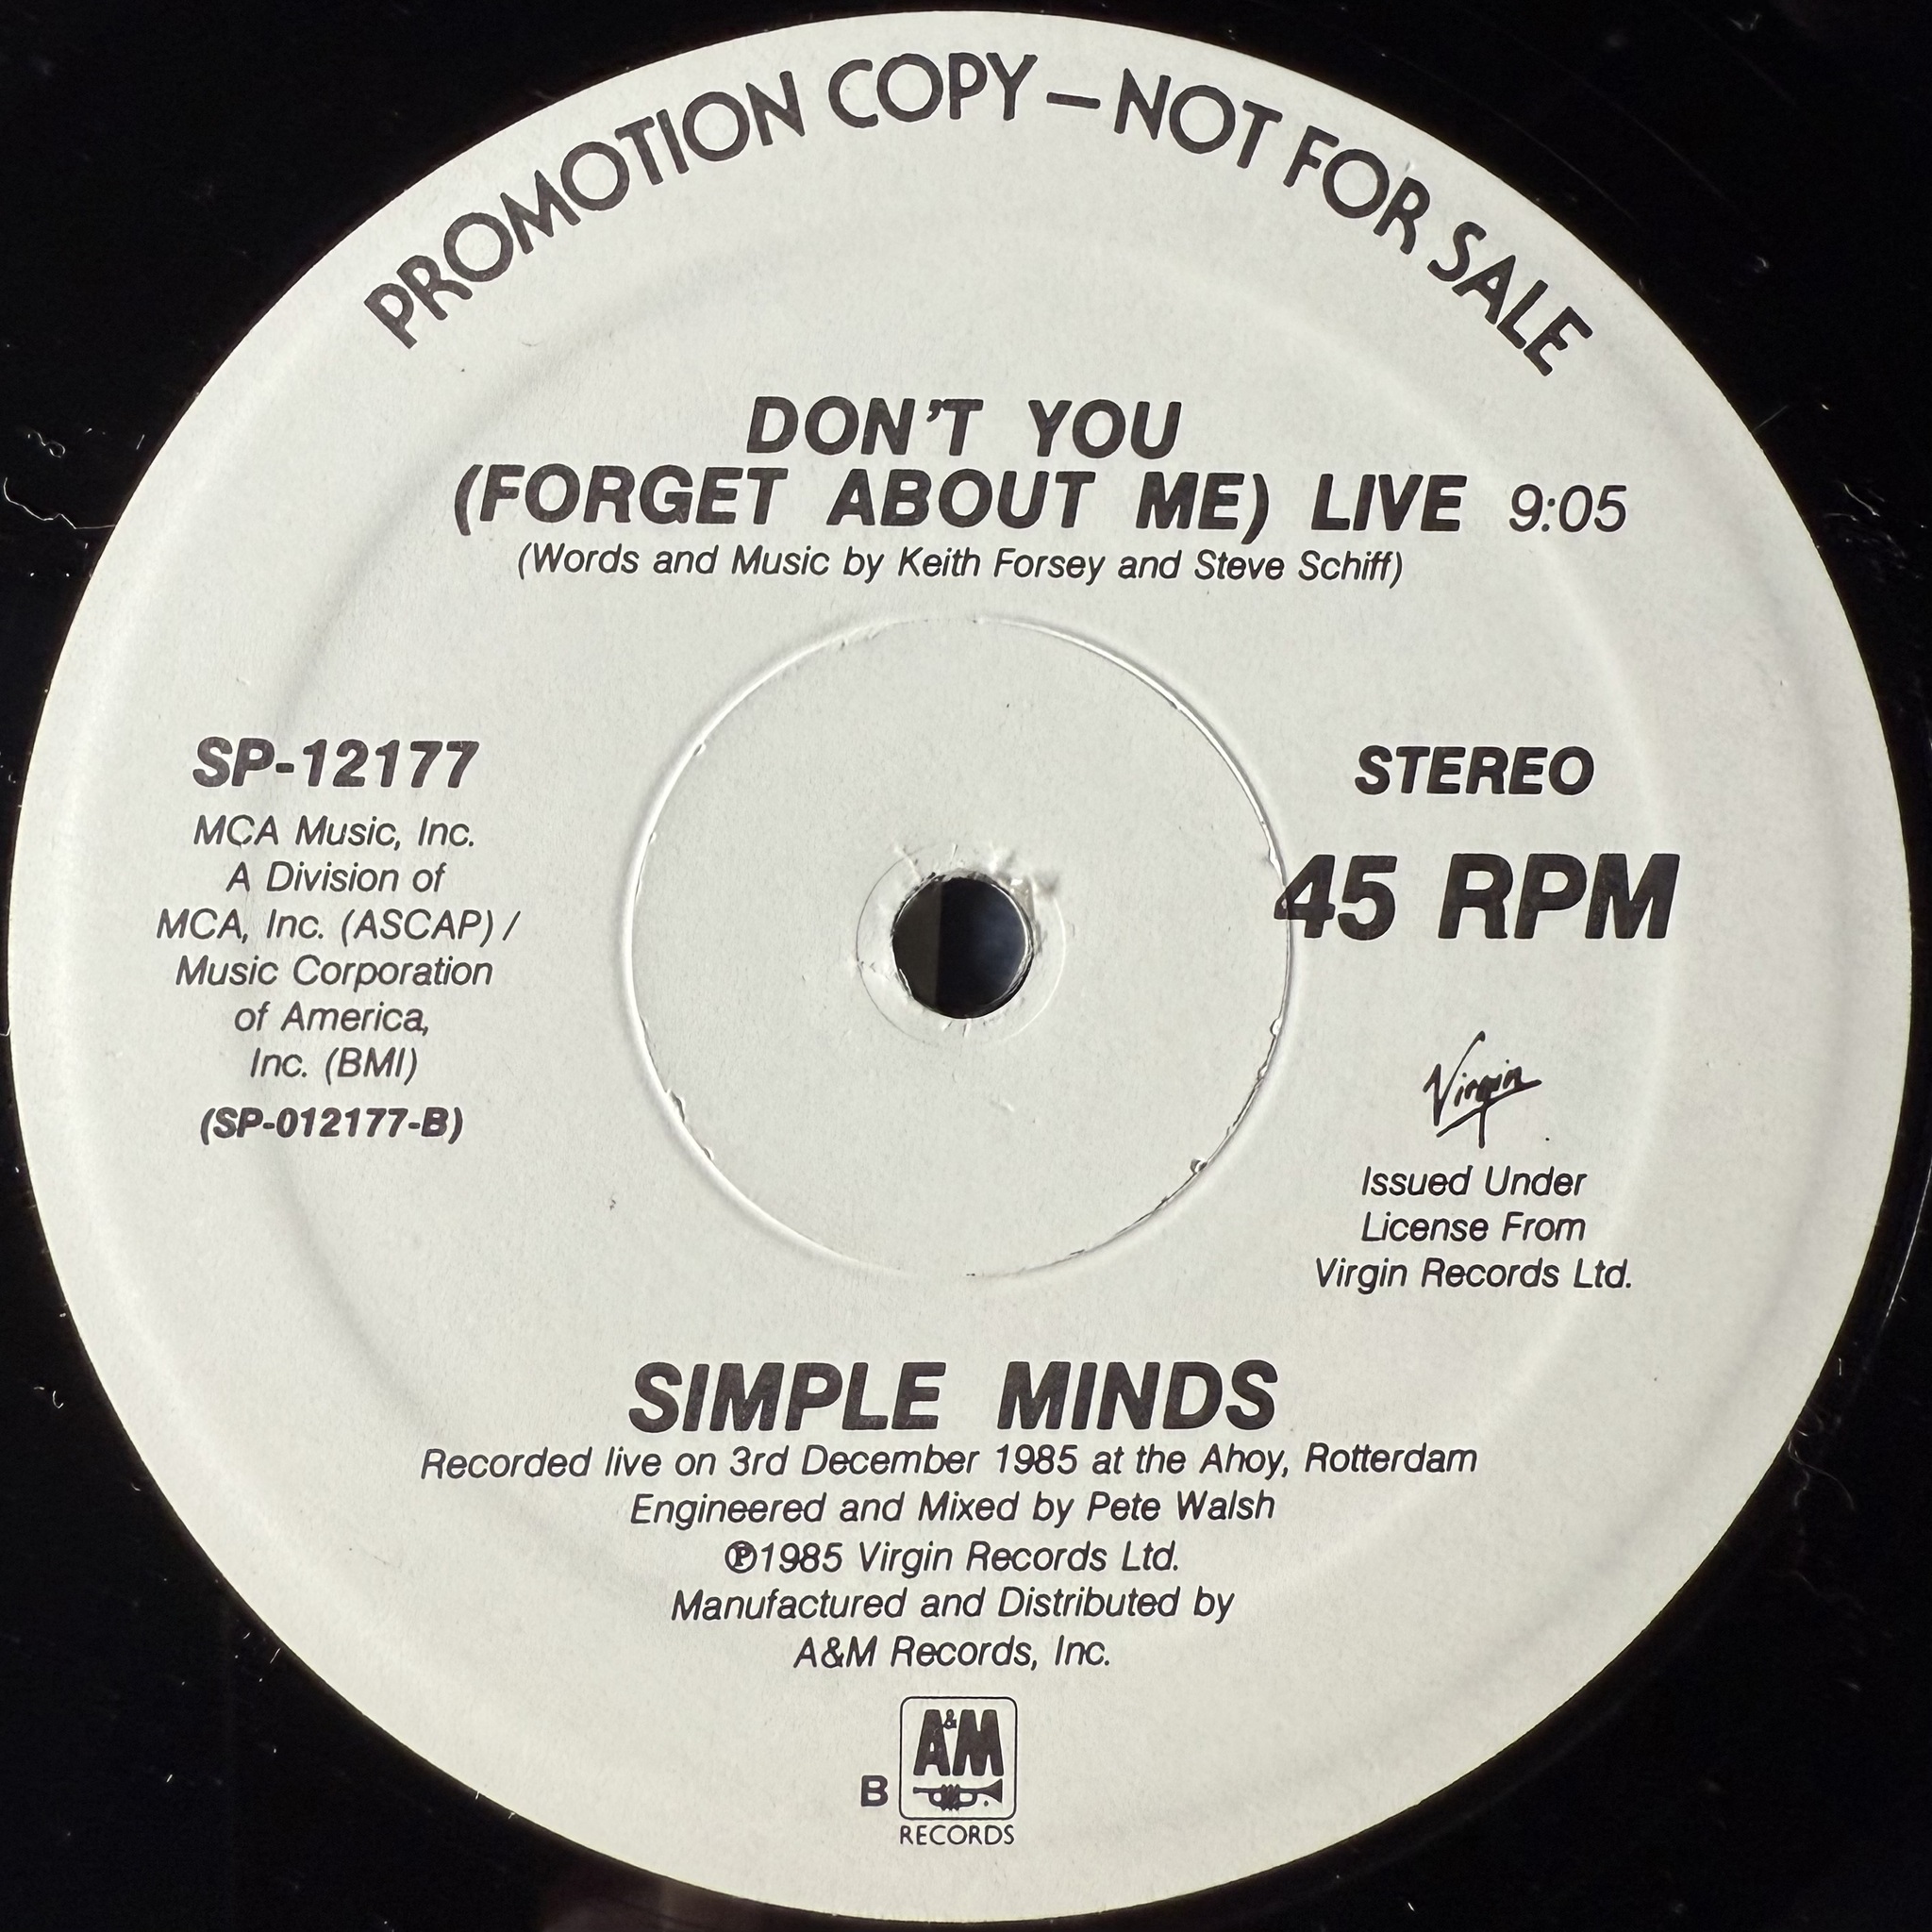 PROMOTION COPY — NOT FOR SALE
DON'T YOU
(FORGET ABOUT ME) LIVE 9:05
(Words and Music by Keith Forsey and Steve Schiff)
SP-12177
MCA Music, Inc.
A Division of
MCA, Inc. (ASCAP) /
Music Corporation
of America,
Inc. (BMI)
(SP-012177-B)
STEREO
45 RPM
Virgin
Issued Under
License From
Virgin Records Ltd.
SIMPLE MINDS
Recorded live on 3rd December 1985 at the Ahoy, Rotterdam
Engineered and Mixed by Pete Walsh
℗1985 Virgin Records Ltd.
Manufactured and Distributed by
A&M Records, Inc.
A&M
B
RECORDS